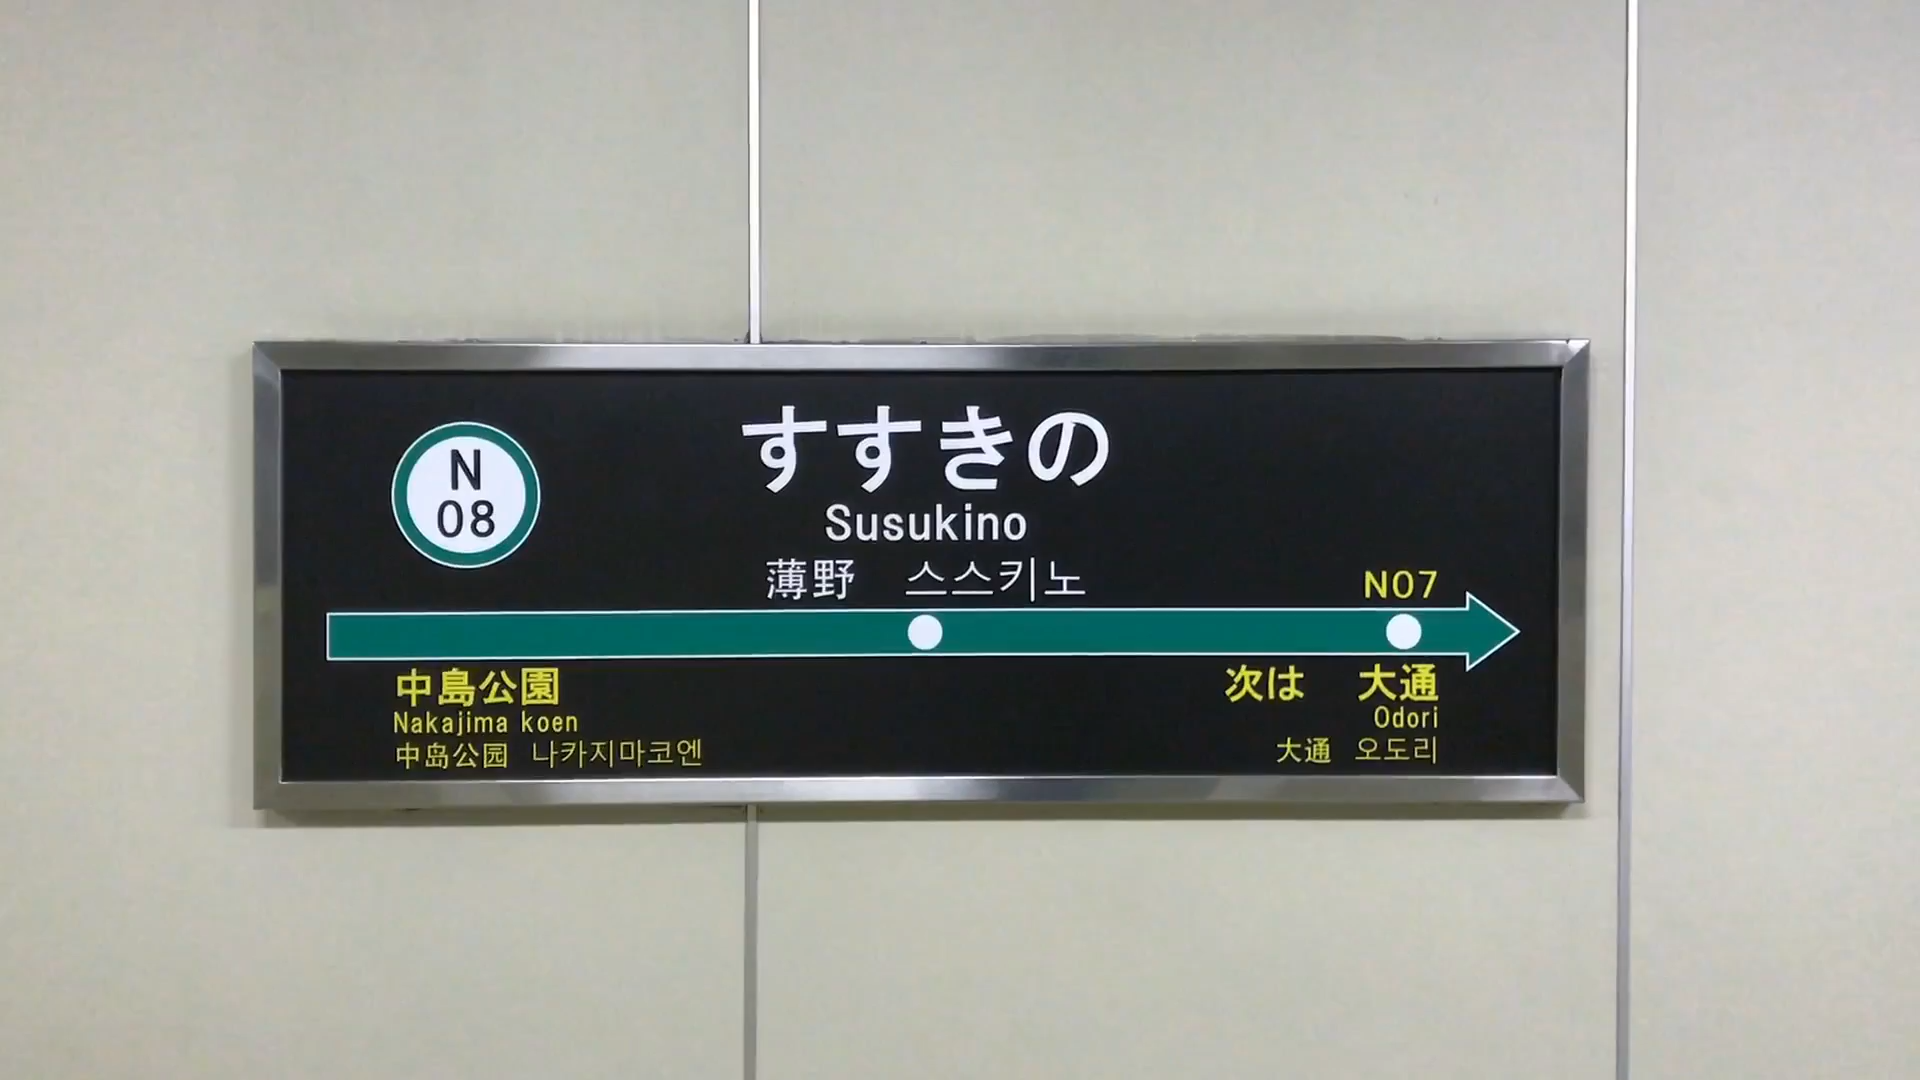 N
08
すすきの
Susukino
薄野 스스키노
N07
中島公園
Nakajima koen
中岛公园 나카지마코엔
次は 大通
Odori
大通 오도리